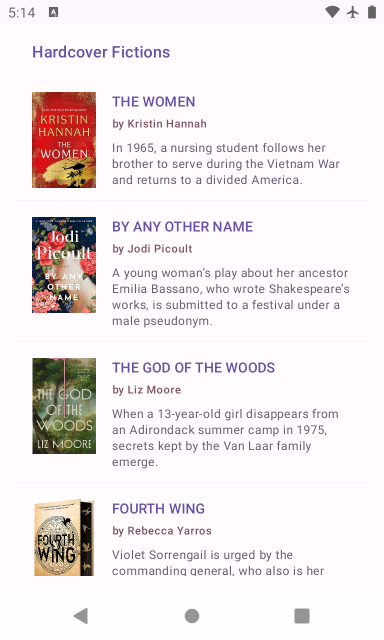 5:14
Hardcover Fictions
KRISTIN
HANNAH
THE
WOMEN
THE WOMEN
by Kristin Hannah
In 1965, a nursing student follows her
brother to serve during the Vietnam War
and returns to a divided America.
Jodi
Picoult
BY ANY
OTHER
NAME
BY ANY OTHER NAME
by Jodi Picoult
A young woman’s play about her ancestor
Emilia Bassano, who wrote Shakespeare’s
works, is submitted to a festival under a
male pseudonym.
THE GOD
OF THE
WOODS
LIZ MOORE
THE GOD OF THE WOODS
by Liz Moore
When a 13-year-old girl disappears from
an Adirondack summer camp in 1975,
secrets kept by the Van Laar family
emerge.
FOURTH
WING
FOURTH WING
by Rebecca Yarros
Violet Sorrengail is urged by the
commanding general, who also is her